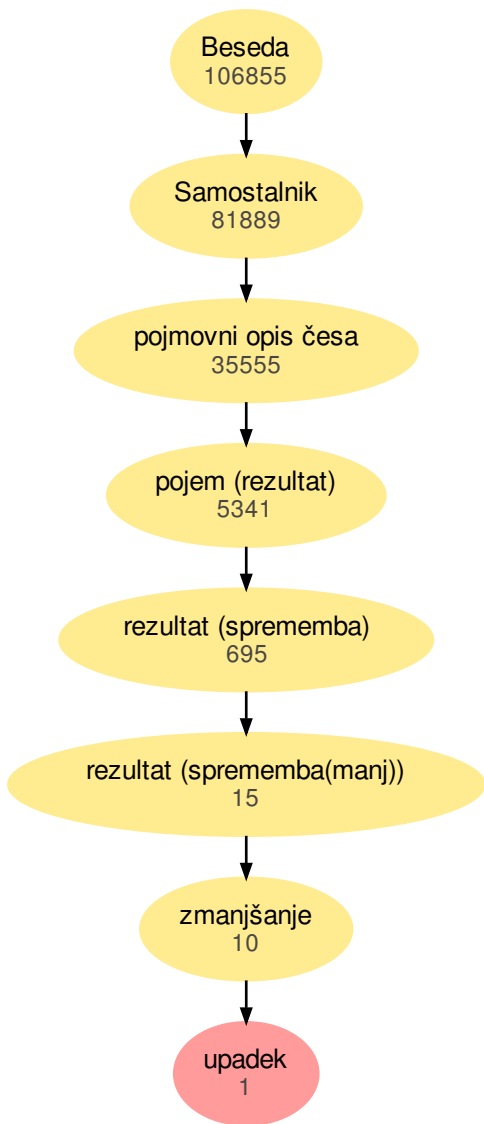 Beseda
106855
Samostalnik
81889
pojmovni opis česa
35555
pojem (rezultat)
5341
rezultat (sprememba)
695
rezultat (sprememba(manj))
15
zmanjšanje
10
upadek
1